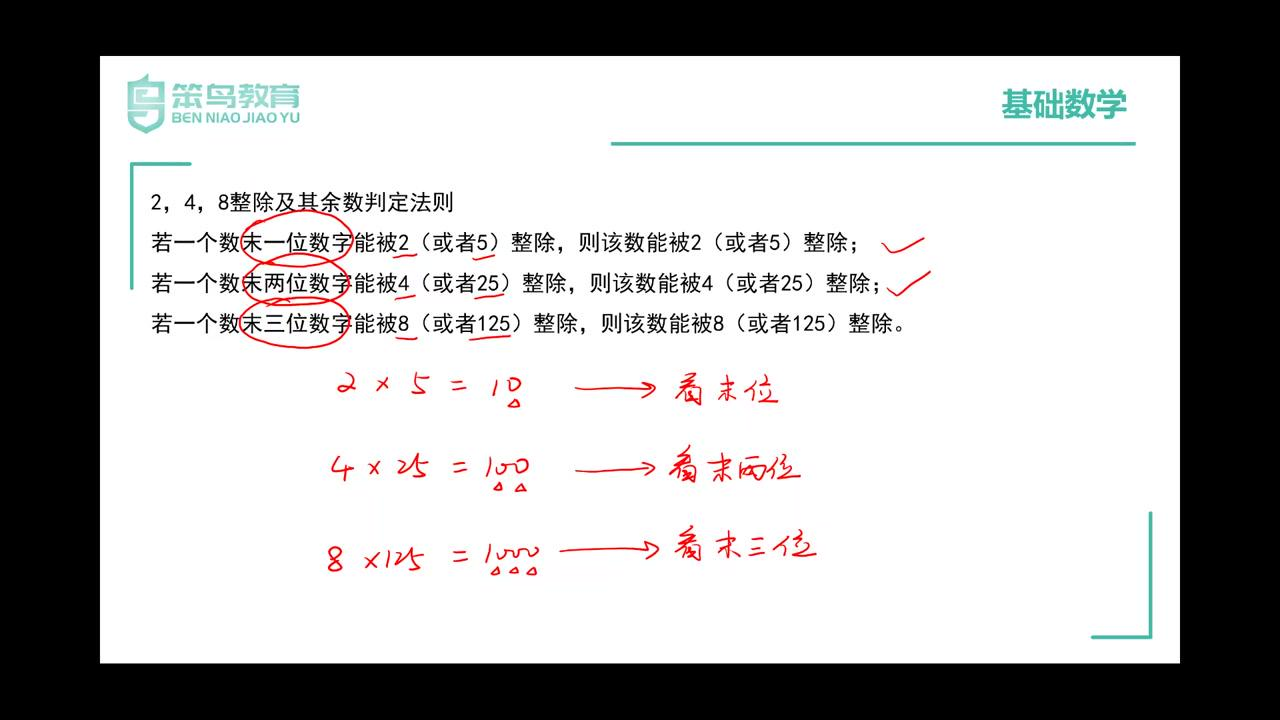 笨鸟教育
BEN NIAO JIAO YU
基础数学
2，4，8整除及其余数判定法则
若一个数末一位数字能被2（或者5）整除，则该数能被2（或者5）整除；
若一个数末两位数字能被4（或者25）整除，则该数能被4（或者25）整除；
若一个数末三位数字能被8（或者125）整除，则该数能被8（或者125）整除。
2 × 5 = 10 → 看末位
4 × 25 = 100 → 看末两位
8 × 125 = 1000 → 看末三位